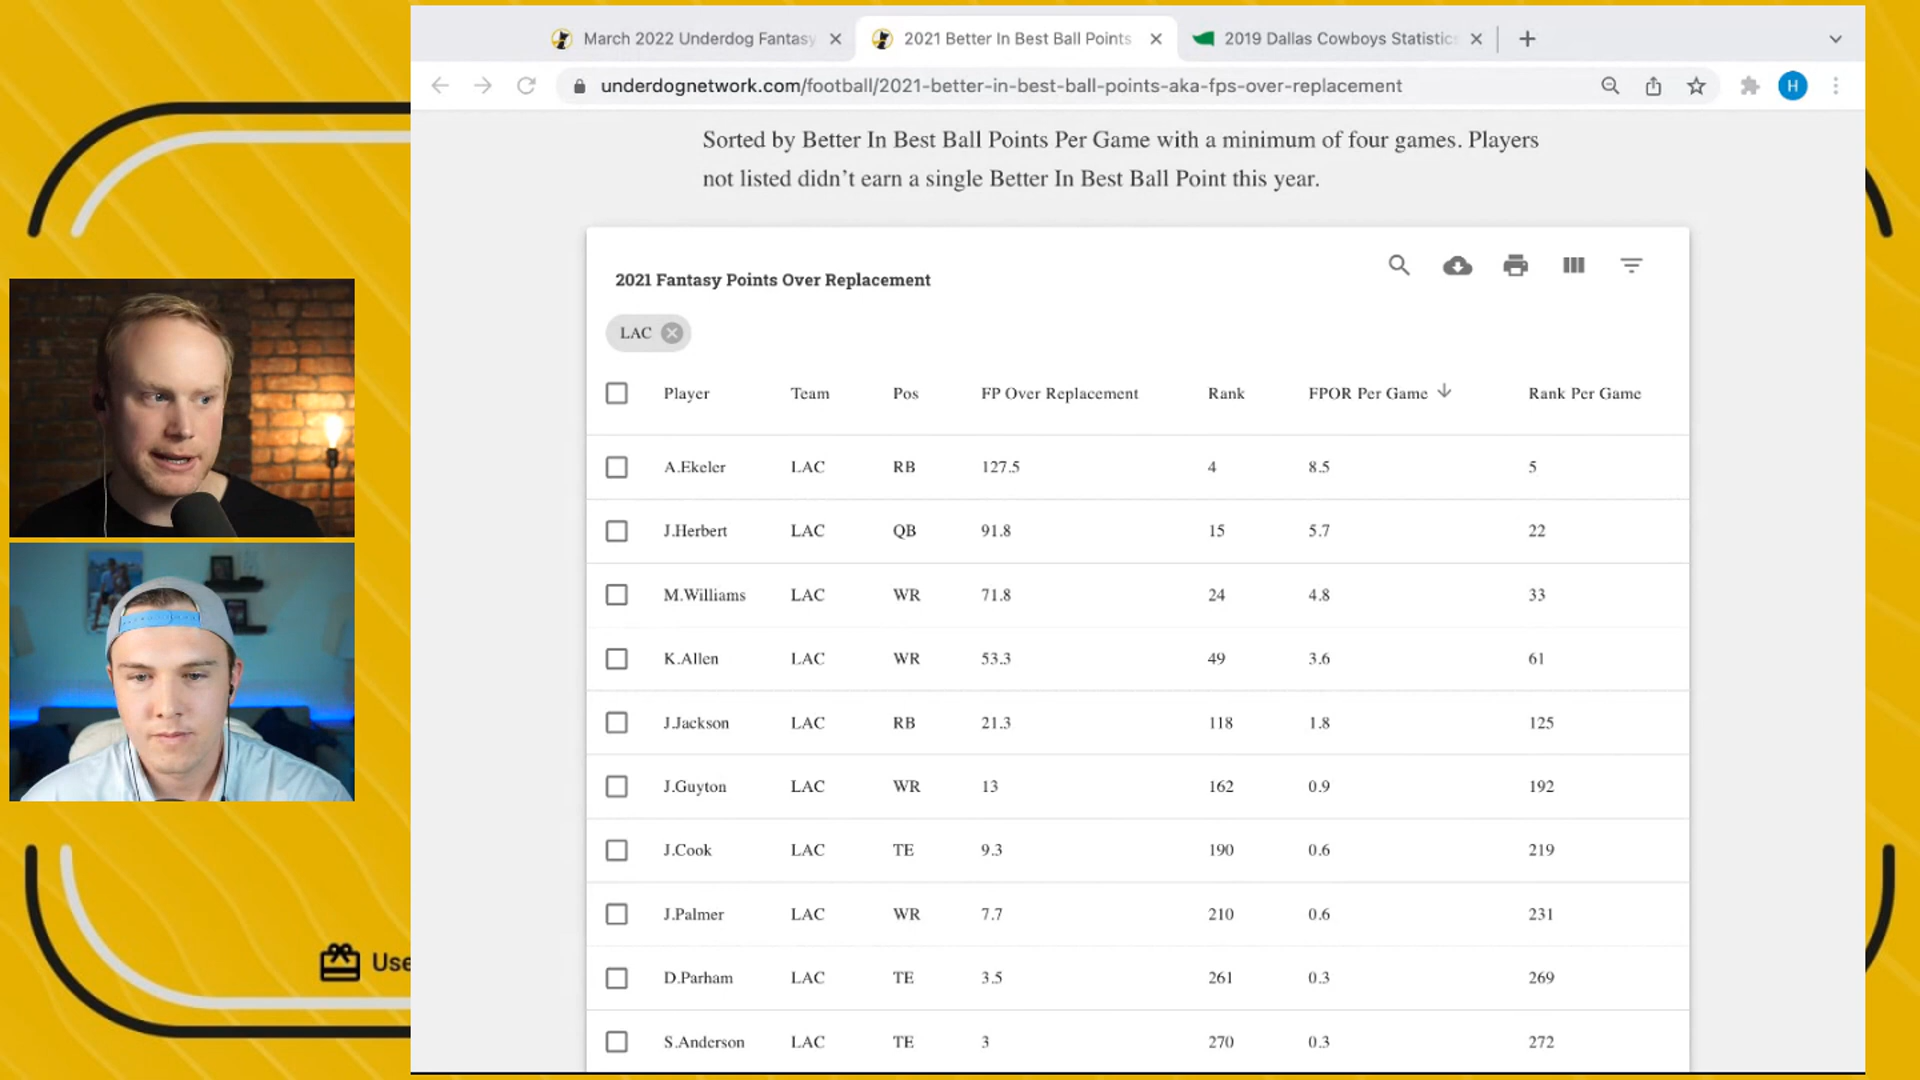 March 2022 Underdog Fantasy
2021 Better In Best Ball Points
2019 Dallas Cowboys Statistics
underdognetwork.com/football/2021-better-in-best-ball-points-aka-fps-over-replacement
H
Sorted by Better In Best Ball Points Per Game with a minimum of four games. Players
not listed didn’t earn a single Better In Best Ball Point this year.
2021 Fantasy Points Over Replacement
LAC
Player Team Pos FP Over Replacement Rank FPOR Per Game Rank Per Game
A.Ekeler LAC RB 127.5 4 8.5 5
J.Herbert LAC QB 91.8 15 5.7 22
M.Williams LAC WR 71.8 24 4.8 33
K.Allen LAC WR 53.3 49 3.6 61
J.Jackson LAC RB 21.3 118 1.8 125
J.Guyton LAC WR 13 162 0.9 192
J.Cook LAC TE 9.3 190 0.6 219
J.Palmer LAC WR 7.7 210 0.6 231
D.Parham LAC TE 3.5 261 0.3 269
S.Anderson LAC TE 3 270 0.3 272
Use